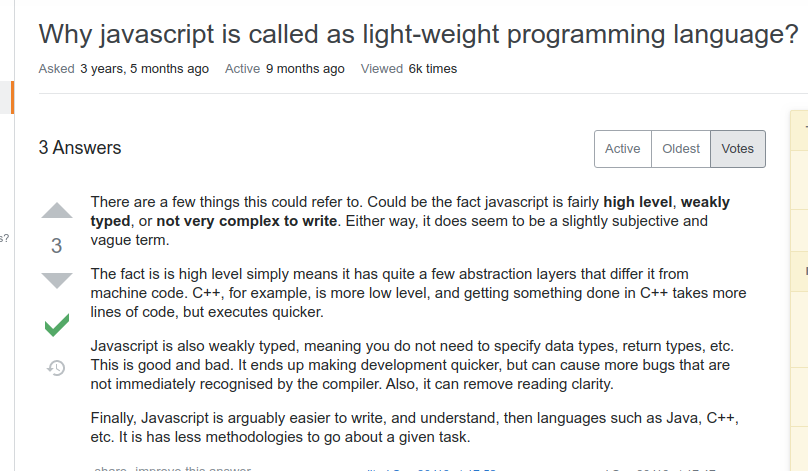 Why javascript is called as light-weight programming language?
Asked 3 years, 5 months ago Active 9 months ago Viewed 6k times
3 Answers
Active Oldest Votes
There are a few things this could refer to. Could be the fact javascript is fairly high level, weakly
typed, or not very complex to write. Either way, it does seem to be a slightly subjective and
vague term.
3
s?
The fact is is high level simply means it has quite a few abstraction layers that differ it from
machine code. C++, for example, is more low level, and getting something done in C++ takes more
lines of code, but executes quicker.
Javascript is also weakly typed, meaning you do not need to specify data types, return types, etc.
This is good and bad. It ends up making development quicker, but can cause more bugs that are
not immediately recognised by the compiler. Also, it can remove reading clarity.
Finally, Javascript is arguably easier to write, and understand, then languages such as Java, C++,
etc. It is has less methodologies to go about a given task.
share improve this answer